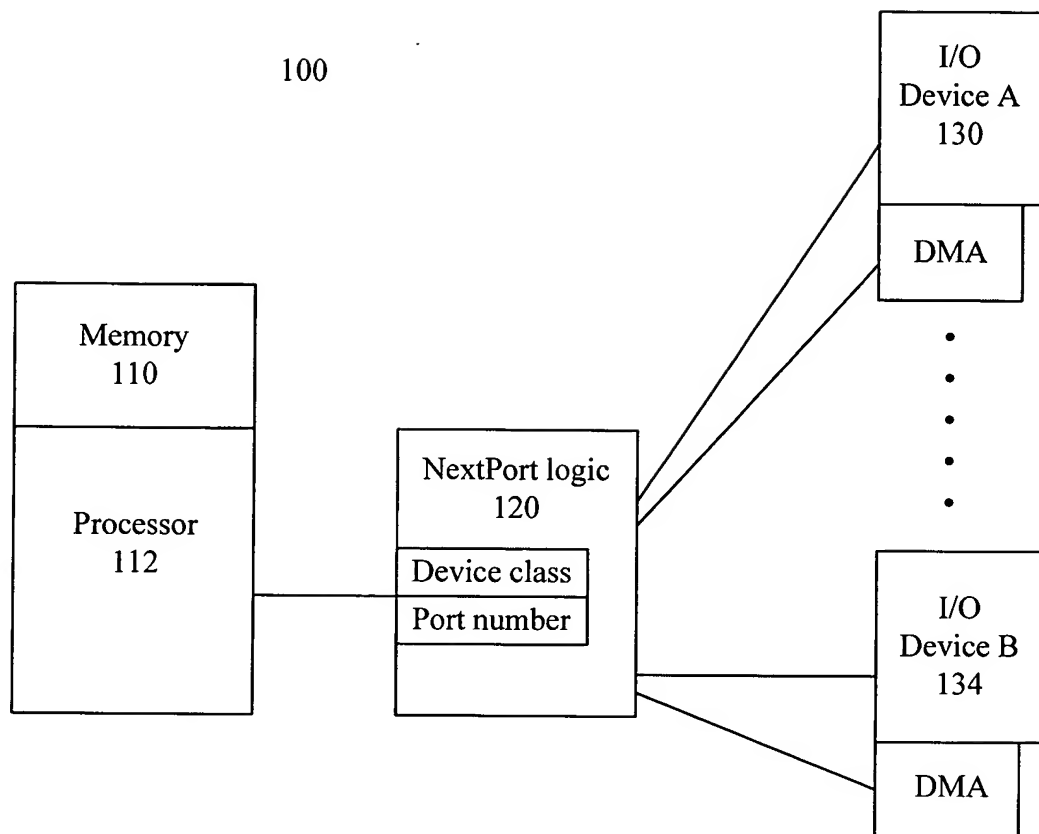 100
I/O
Device A
130
DMA
Memory
110
Processor
112
NextPort logic
120
Device class
Port number
I/O
Device B
134
DMA